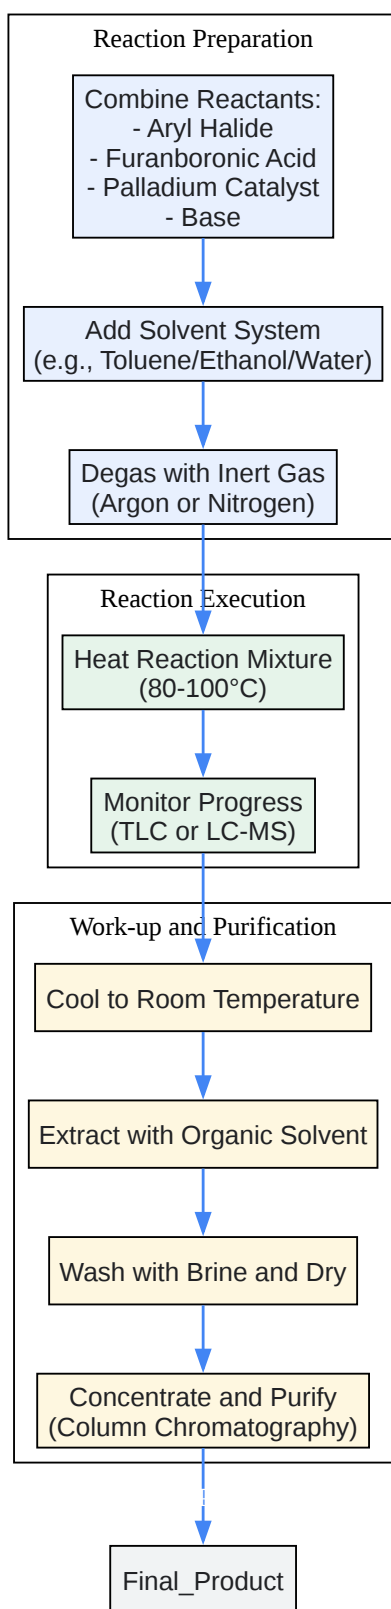 Reaction Preparation
Combine Reactants:
- Aryl Halide
- Furanboronic Acid
- Palladium Catalyst
- Base
Add Solvent System
(e.g., Toluene/Ethanol/Water)
Degas with Inert Gas
(Argon or Nitrogen)
Reaction Execution
Heat Reaction Mixture
(80-100°C)
Monitor Progress
(TLC or LC-MS)
Work-up and Purification
Cool to Room Temperature
Extract with Organic Solvent
Wash with Brine and Dry
Concentrate and Purify
(Column Chromatography)
Final_Product